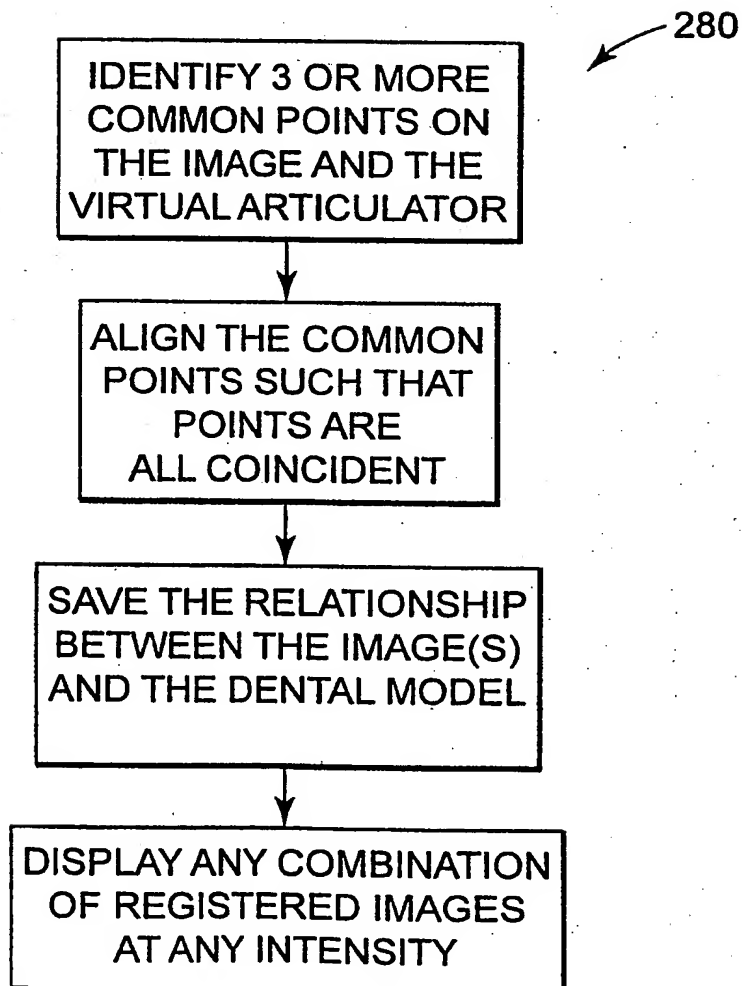 280
IDENTIFY 3 OR MORE
COMMON POINTS ON
THE IMAGE AND THE
VIRTUAL ARTICULATOR
ALIGN THE COMMON
POINTS SUCH THAT
POINTS ARE
ALL COINCIDENT
SAVE THE RELATIONSHIP
BETWEEN THE IMAGE(S)
AND THE DENTAL MODEL
DISPLAY ANY COMBINATION
OF REGISTERED IMAGES
AT ANY INTENSITY